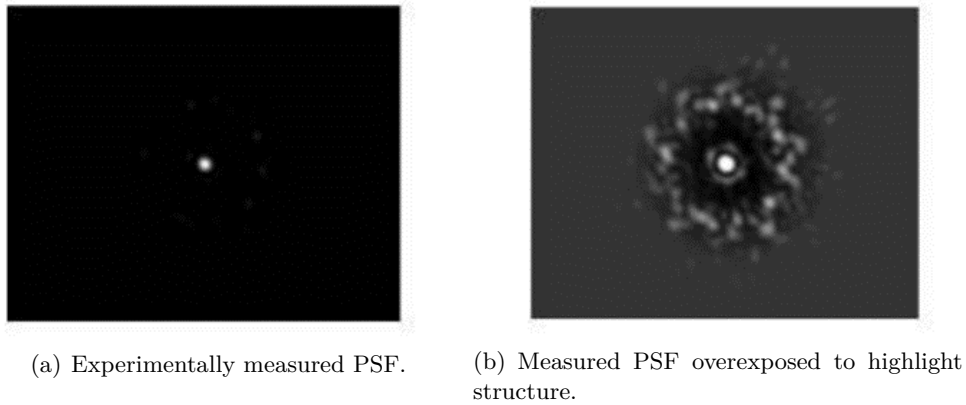 (a) Experimentally measured PSF.
(b) Measured PSF overexposed to highlight
structure.